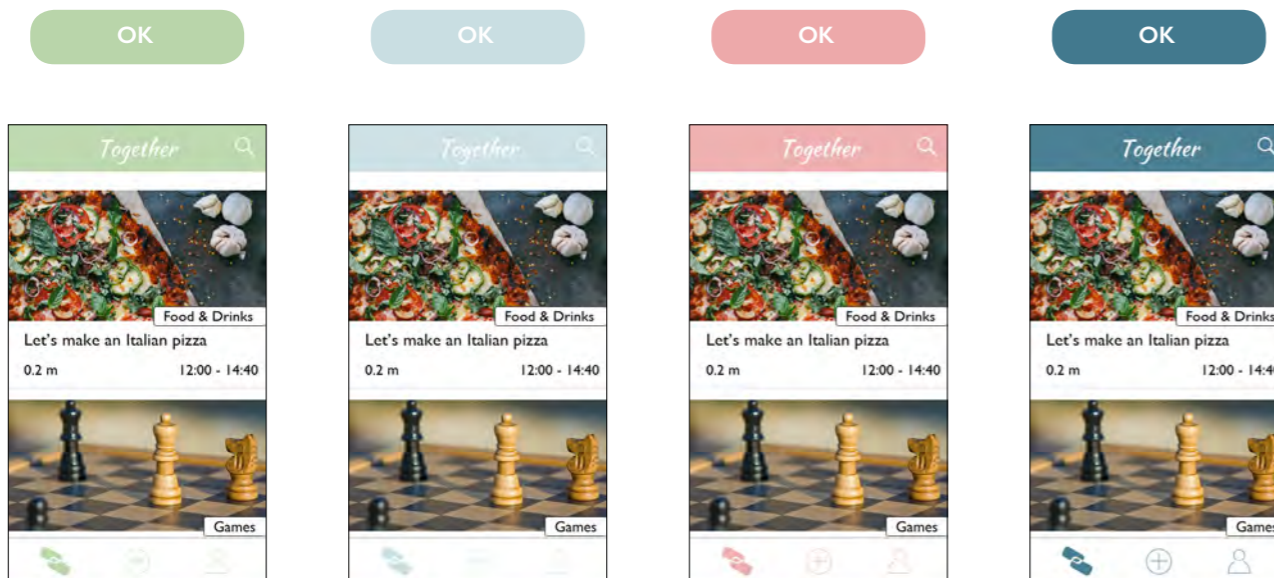 OK OK OK OK
Together Together Together Together
Food & Drinks Food & Drinks Food & Drinks Food & Drinks
Let's make an Italian pizza Let's make an Italian pizza Let's make an Italian pizza Let's make an Italian pizza
0.2 m 12:00 - 14:40 0.2 m 12:00 - 14:40 0.2 m 12:00 - 14:40 0.2 m 12:00 - 14:40
Games Games Games Games